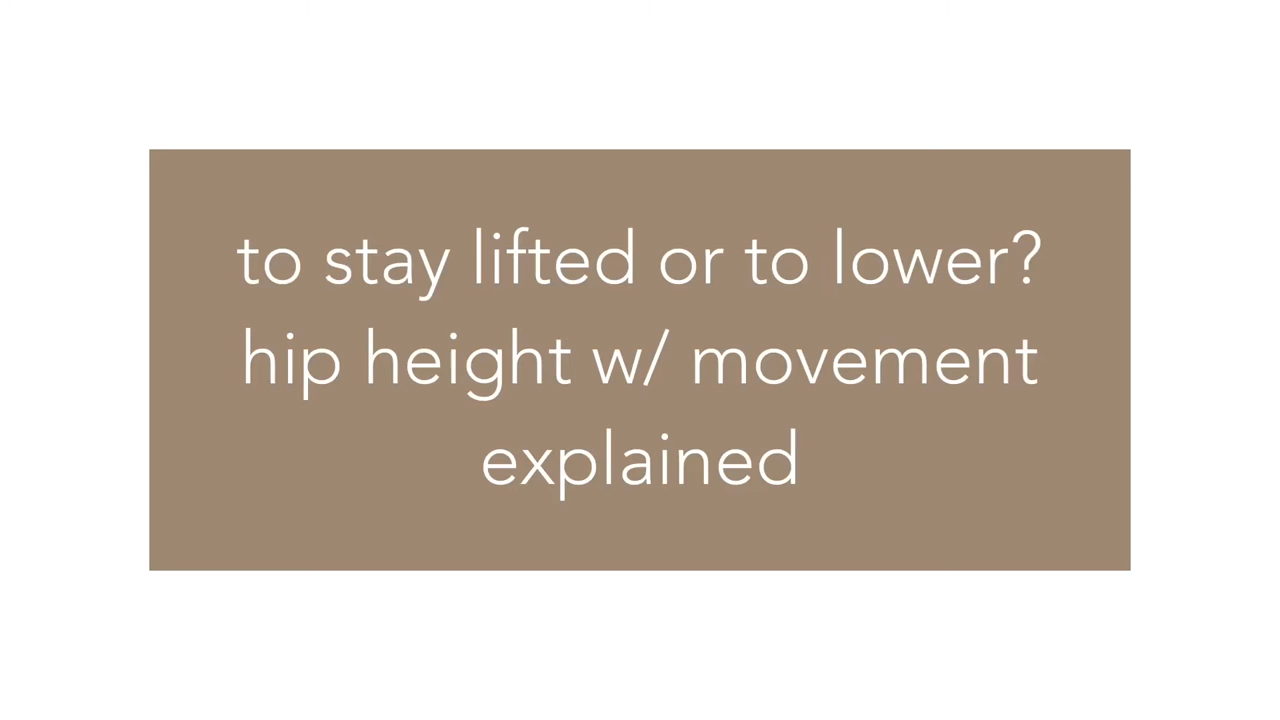 to stay lifted or to lower?
hip height w/ movement
explained